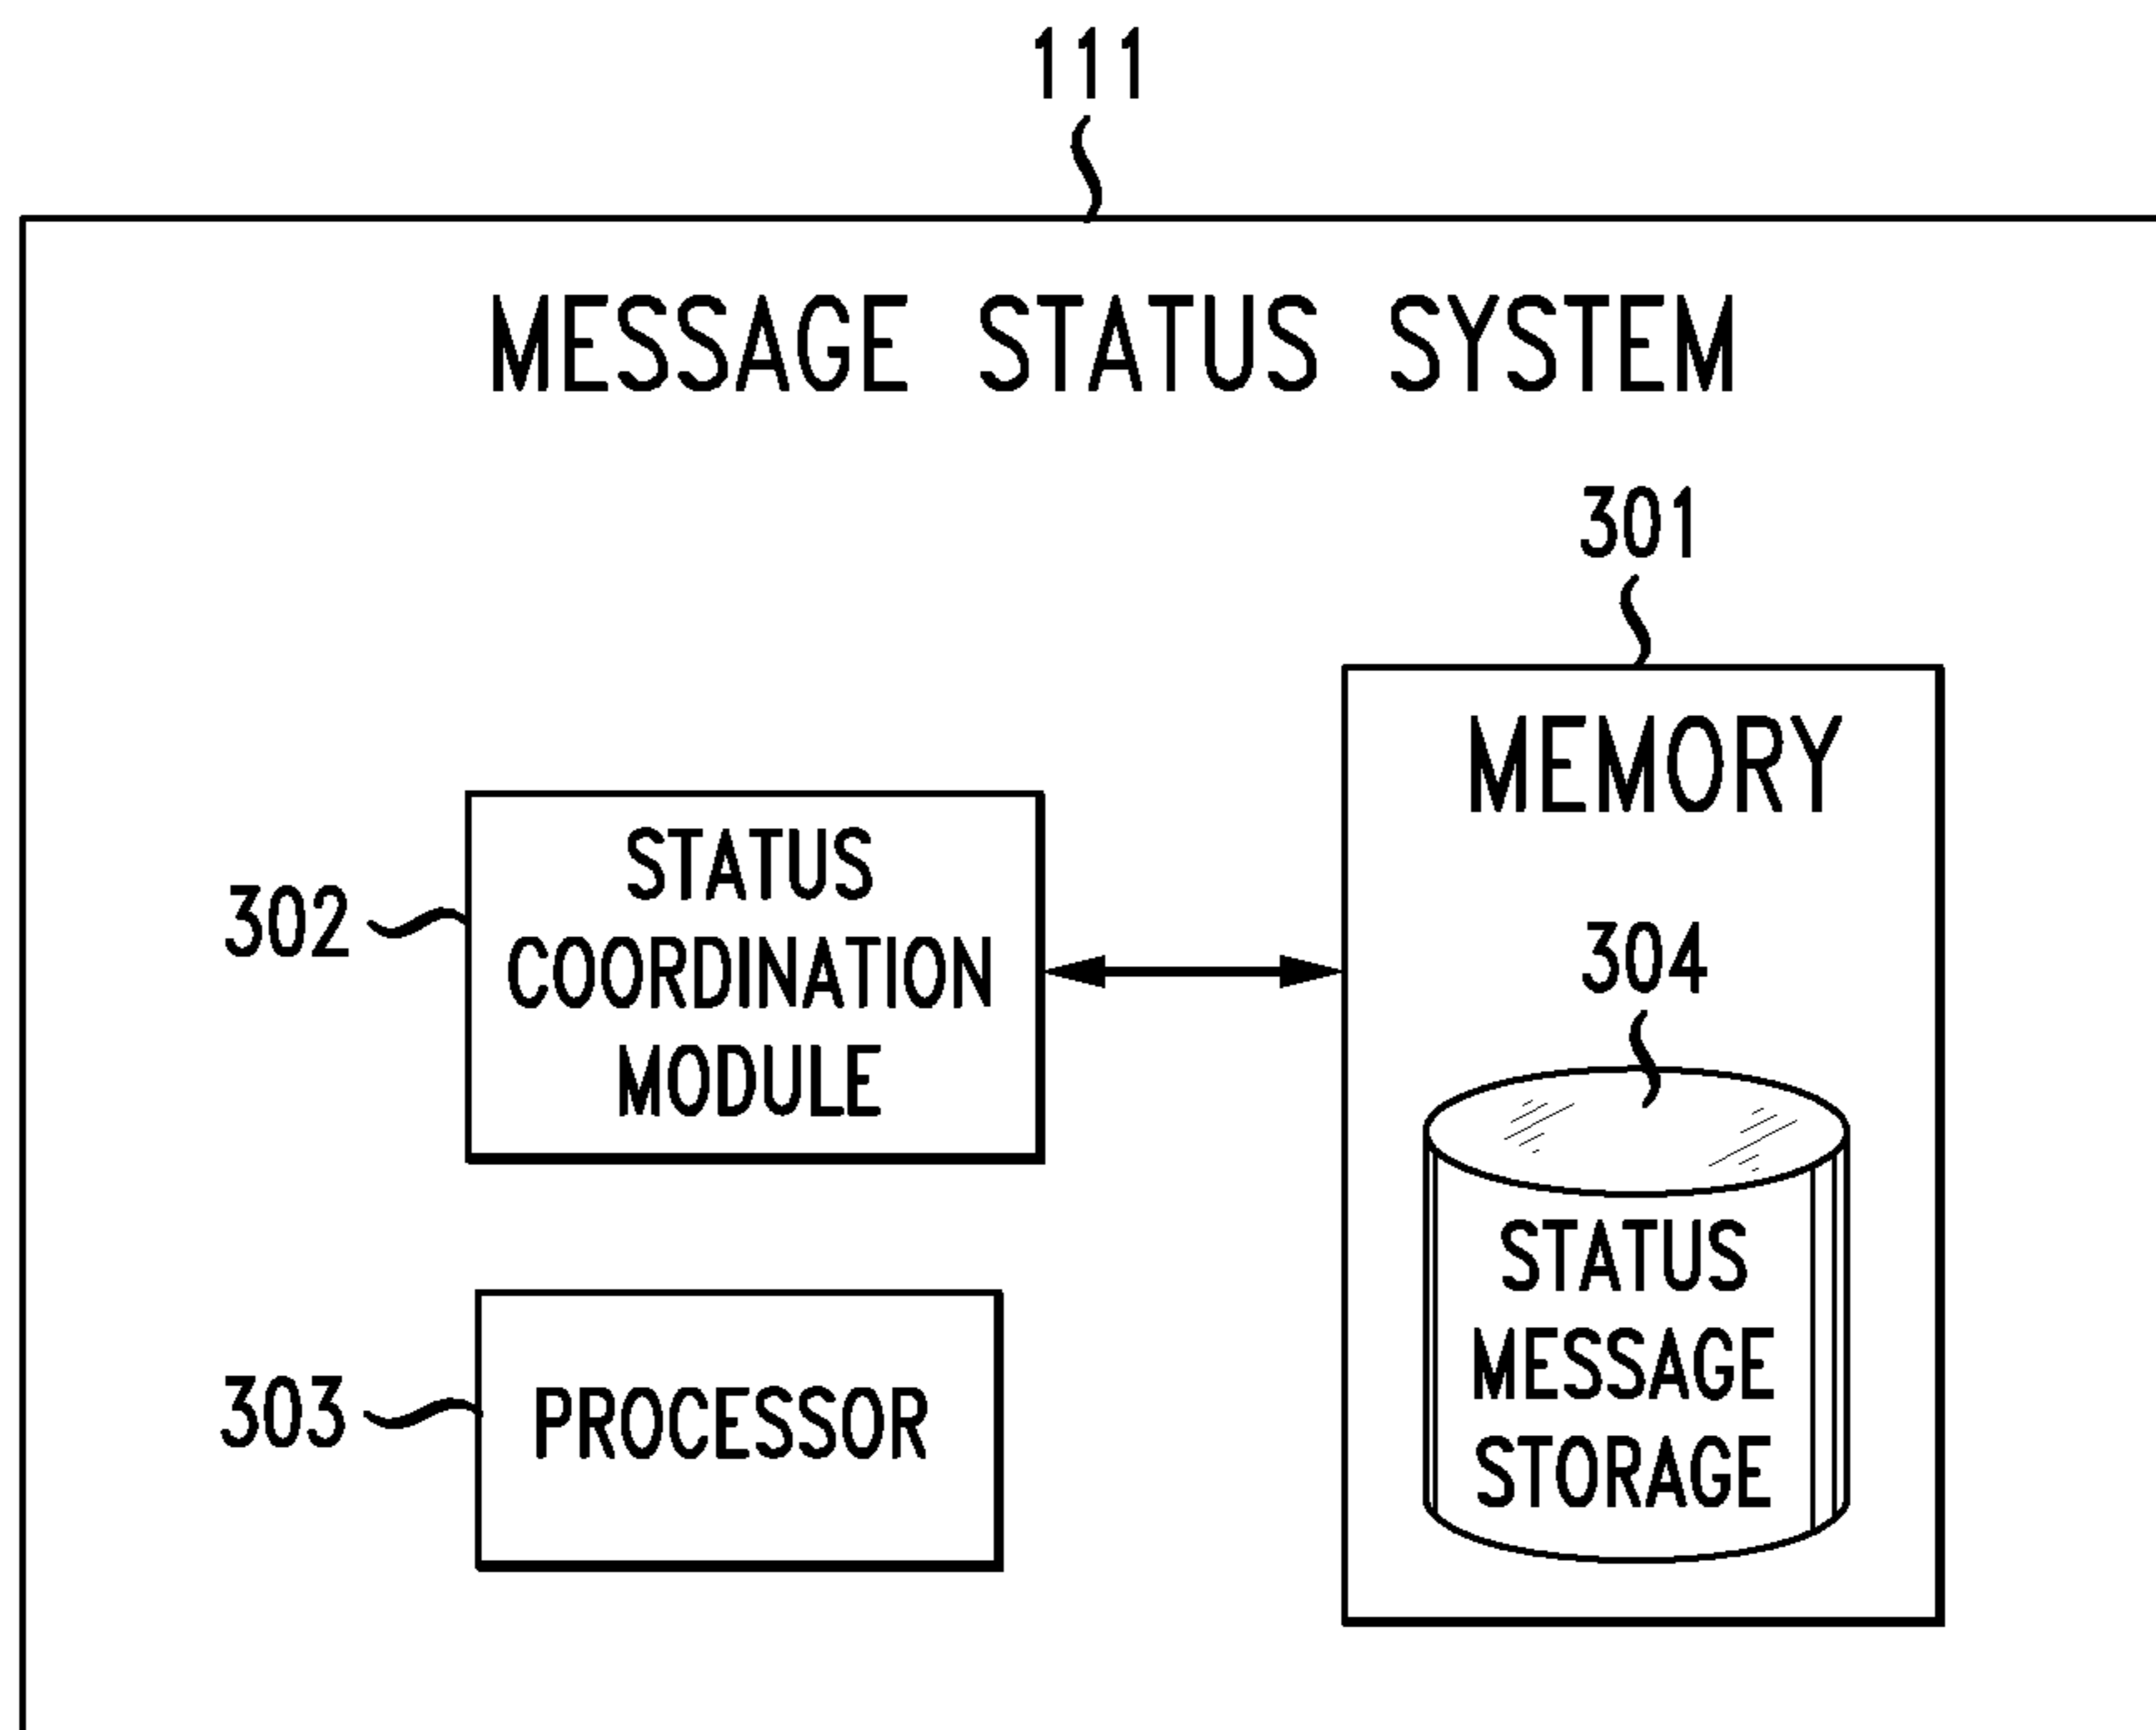 111
MESSAGE STATUS SYSTEM
301
MEMORY
302
STATUS
COORDINATION
MODULE
304
STATUS
MESSAGE
STORAGE
303
PROCESSOR